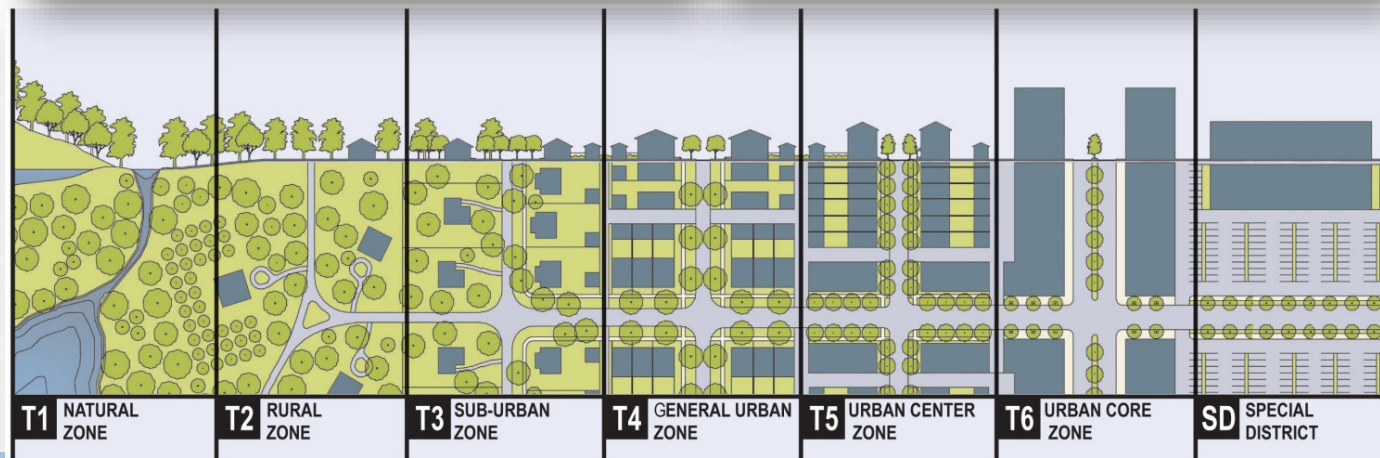 T1 NATURAL
ZONE
T2 RURAL
ZONE
T3 SUB-URBAN
ZONE
T4 GENERAL URBAN
ZONE
T5 URBAN CENTER
ZONE
T6 URBAN CORE
ZONE
SD SPECIAL
DISTRICT